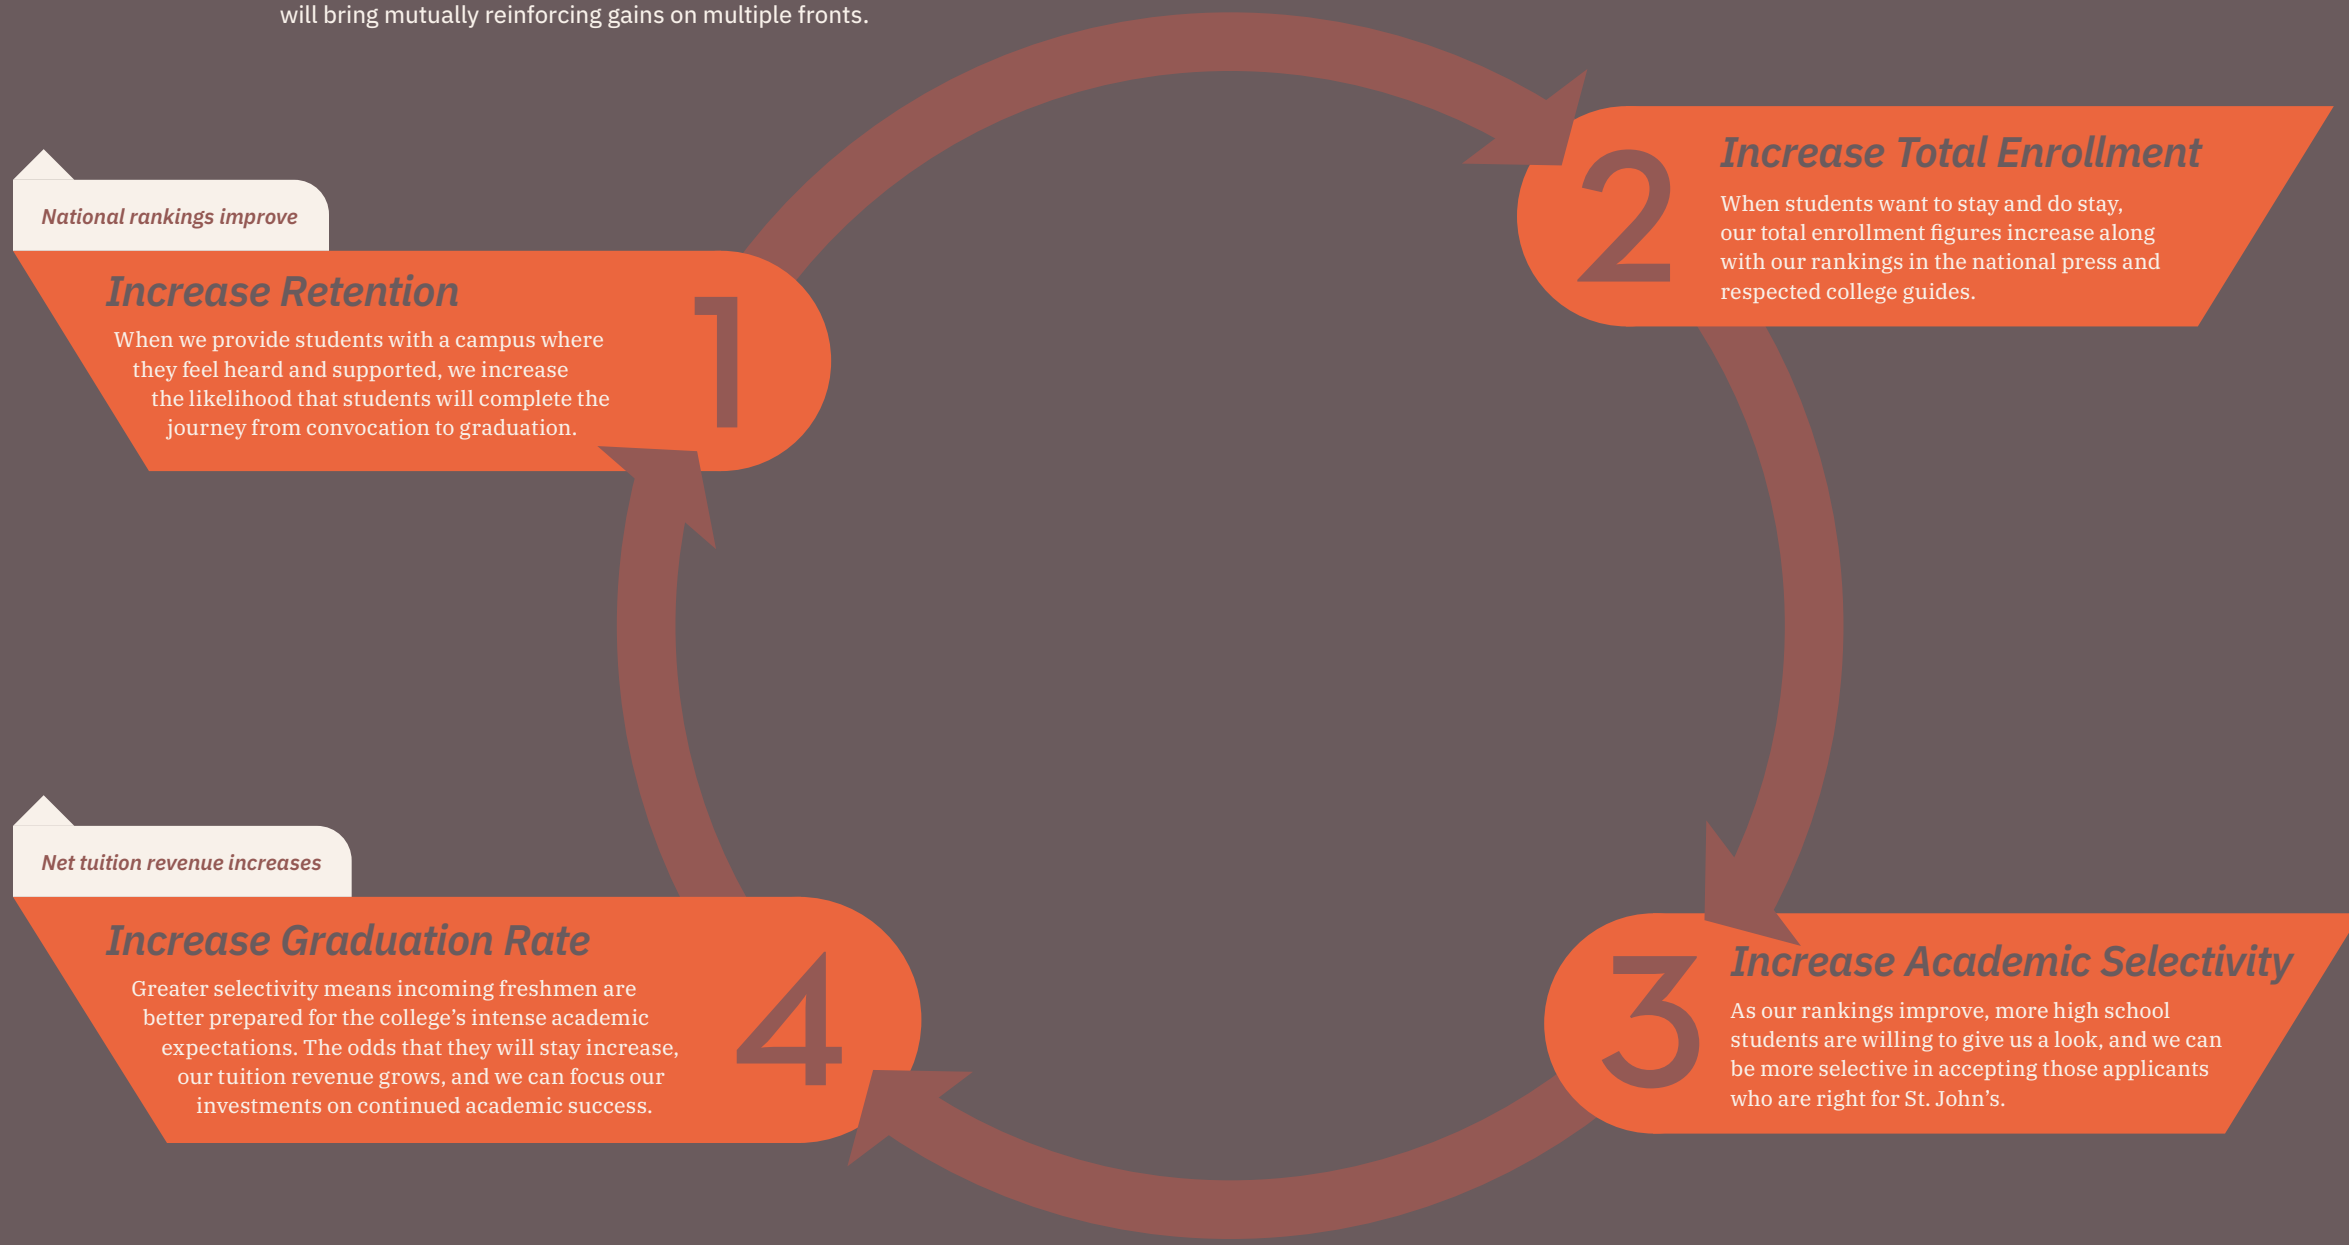 will bring mutually reinforcing gains on multiple fronts.
National rankings improve
Increase Retention
When we provide students with a campus where
they feel heard and supported, we increase
the likelihood that students will complete the
journey from convocation to graduation.
1
2
Increase Total Enrollment
When students want to stay and do stay,
our total enrollment figures increase along
with our rankings in the national press and
respected college guides.
3
Increase Academic Selectivity
As our rankings improve, more high school
students are willing to give us a look, and we can
be more selective in accepting those applicants
who are right for St. John’s.
Net tuition revenue increases
Increase Graduation Rate
Greater selectivity means incoming freshmen are
better prepared for the college’s intense academic
expectations. The odds that they will stay increase,
our tuition revenue grows, and we can focus our
investments on continued academic success.
4